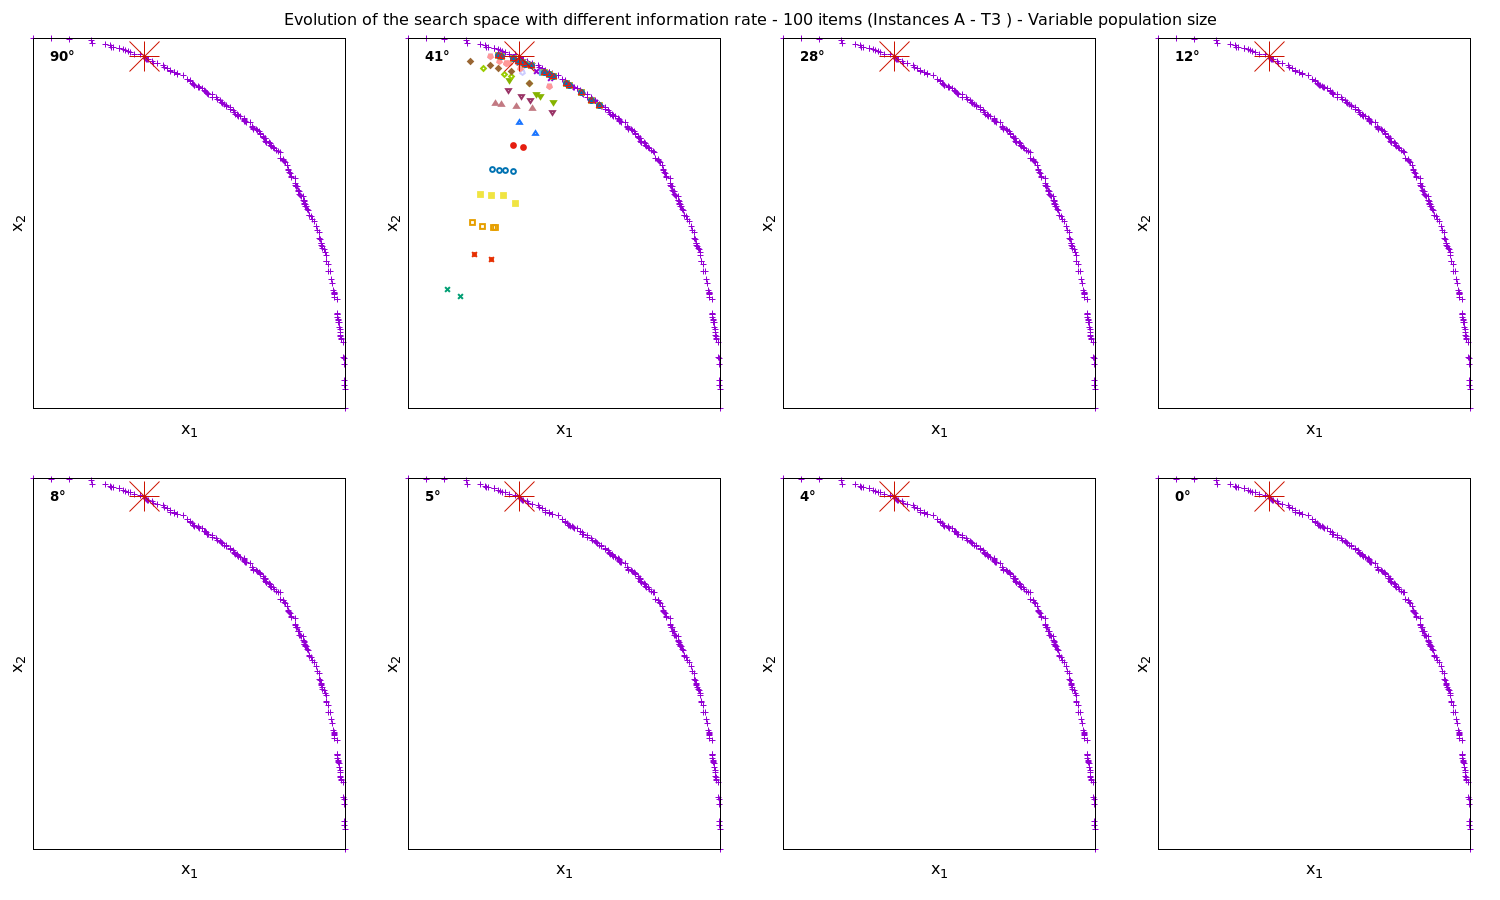 Evolution of the search space with different information rate - 100 items (Instances A - T3 ) - Variable population size
90°
41°
28°
12°
x2
x2
x2
x2
x1
x1
x1
x1
8°
5°
4°
0°
x2
x2
x2
x2
x1
x1
x1
x1